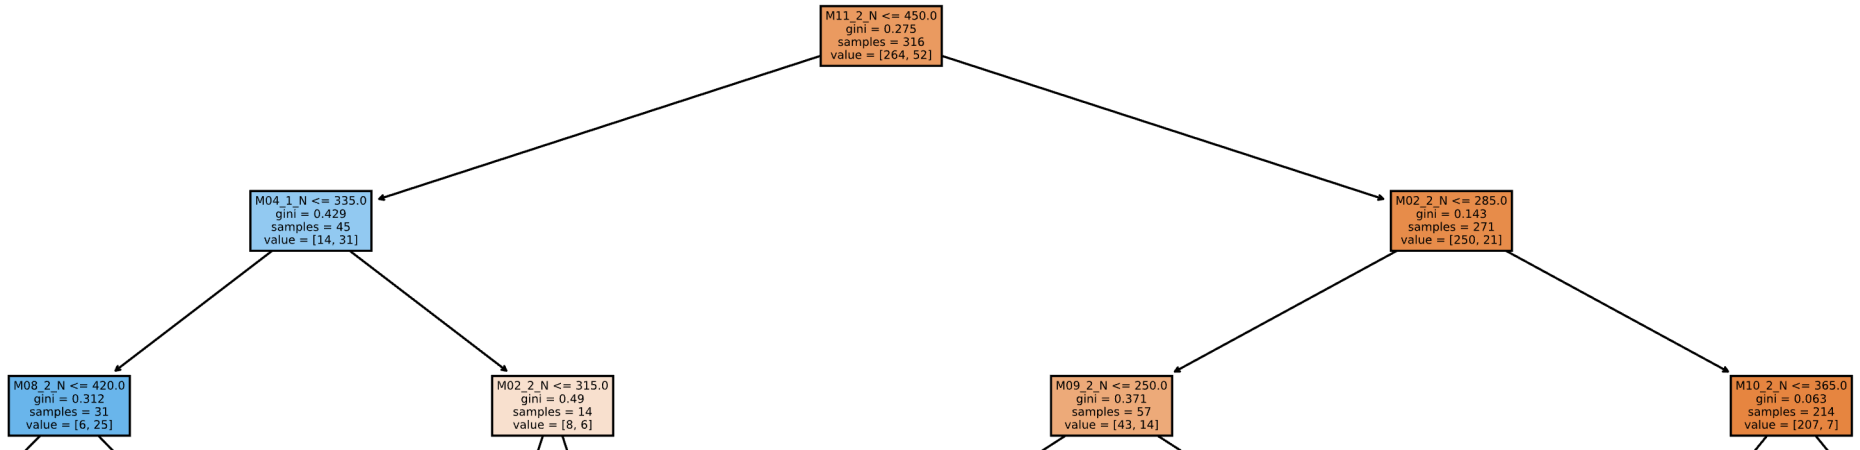 M11_2_N <= 450.0
gini = 0.275
samples = 316
value = [264, 52]
M04_1_N <= 335.0
gini = 0.429
samples = 45
value = [14, 31]
M02_2_N <= 285.0
gini = 0.143
samples = 271
value = [250, 21]
M08_2_N <= 420.0
gini = 0.312
samples = 31
value = [6, 25]
M02_2_N <= 315.0
gini = 0.49
samples = 14
value = [8, 6]
M09_2_N <= 250.0
gini = 0.371
samples = 57
value = [43, 14]
M10_2_N <= 365.0
gini = 0.063
samples = 214
value = [207, 7]